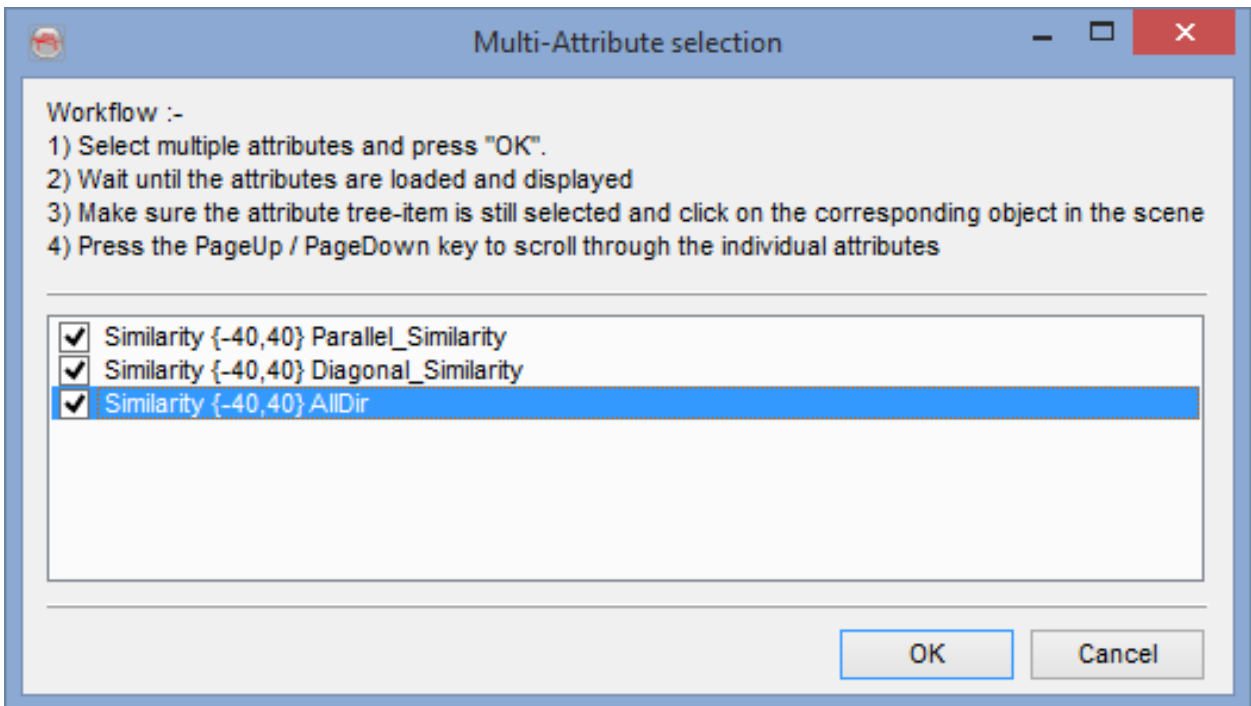 Multi-Attribute selection
Workflow :-
1) Select multiple attributes and press "OK".
2) Wait until the attributes are loaded and displayed
3) Make sure the attribute tree-item is still selected and click on the corresponding object in the scene
4) Press the PageUp / PageDown key to scroll through the individual attributes
Similarity {-40,40} Parallel_Similarity
Similarity {-40,40} Diagonal_Similarity
Similarity {-40,40} AllDir
OK Cancel